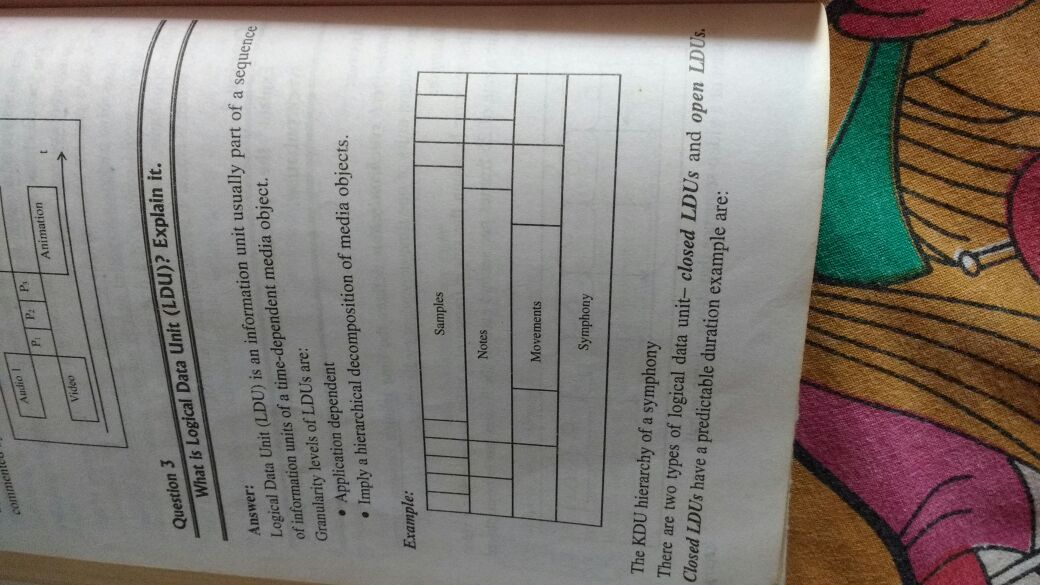 commented
Audio 1
P₁ P₂ P₃
Video
Animation
t
Question 3
What is Logical Data Unit (LDU)? Explain it.
Answer:
Logical Data Unit (LDU) is an information unit usually part of a sequence
of information units of a time-dependent media object.
Granularity levels of LDUs are:
• Application dependent
• Imply a hierarchical decomposition of media objects.
Example:
Samples
Notes
Movements
Symphony
The KDU hierarchy of a symphony
There are two types of logical data unit– closed LDUs and open LDUs.
Closed LDUs have a predictable duration example are: